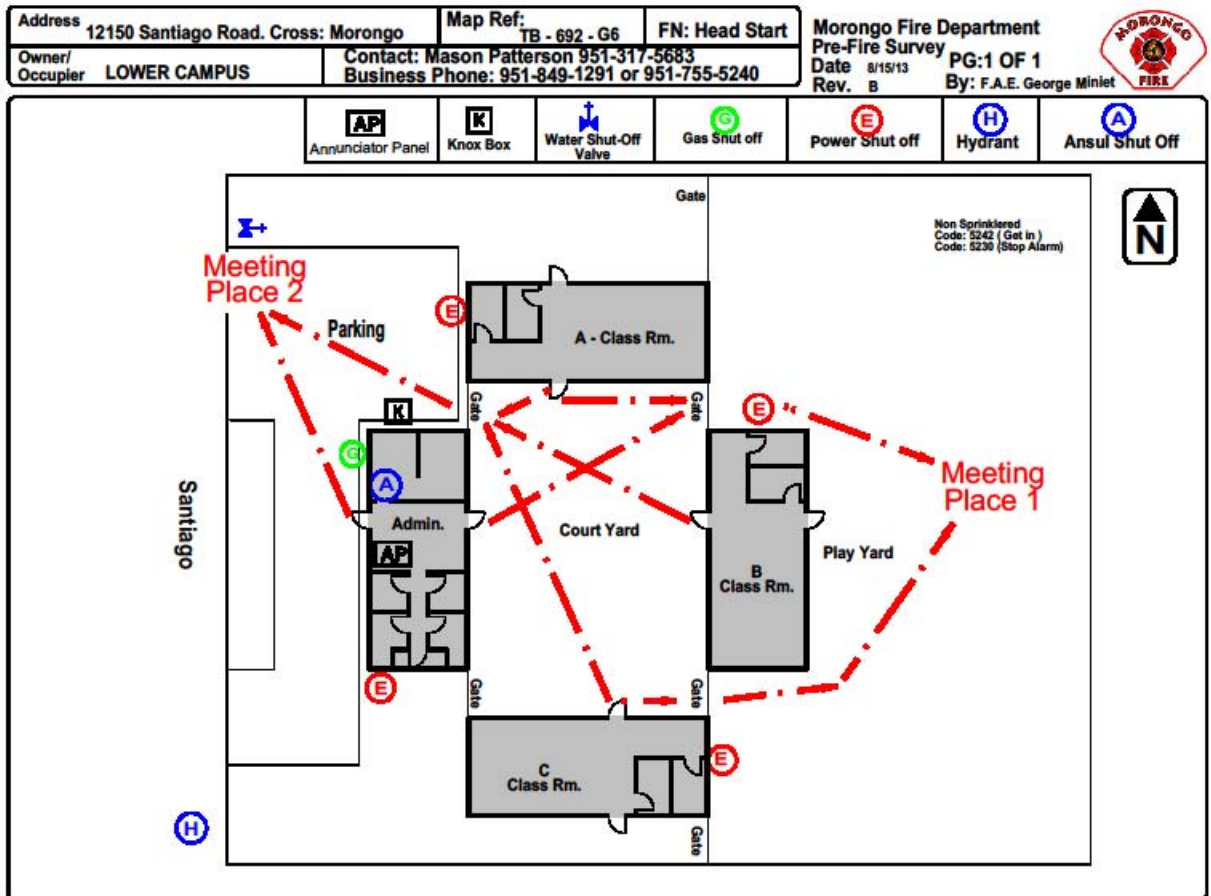 Address 12150 Santiago Road. Cross: Morongo
Map Ref:
TB - 692 - G6
FN: Head Start
Owner/
Occupier LOWER CAMPUS
Contact: Mason Patterson 951-317-5683
Business Phone: 951-849-1291 or 951-755-5240
Morongo Fire Department
Pre-Fire Survey PG:1 OF 1
Date 8/15/13
Rev. B By: F.A.E. George Miniet
MORONGO
FIRE
AP
Annunciator Panel
K
Knox Box
Water Shut-Off
Valve
G
Gas Shut off
E
Power Shut off
H
Hydrant
A
Ansul Shut Off
Gate
Non Sprinklered
Code: 5242 ( Get in )
Code: 5230 (Stop Alarm)
N
Meeting
Place 2
Parking
E
A - Class Rm.
K
Gate
Gate
E
G
A
Meeting
Place 1
Santiago
Admin.
Court Yard
Play Yard
AP
B
Class Rm.
E
Gate
Gate
E
C
Class Rm.
H
Gate